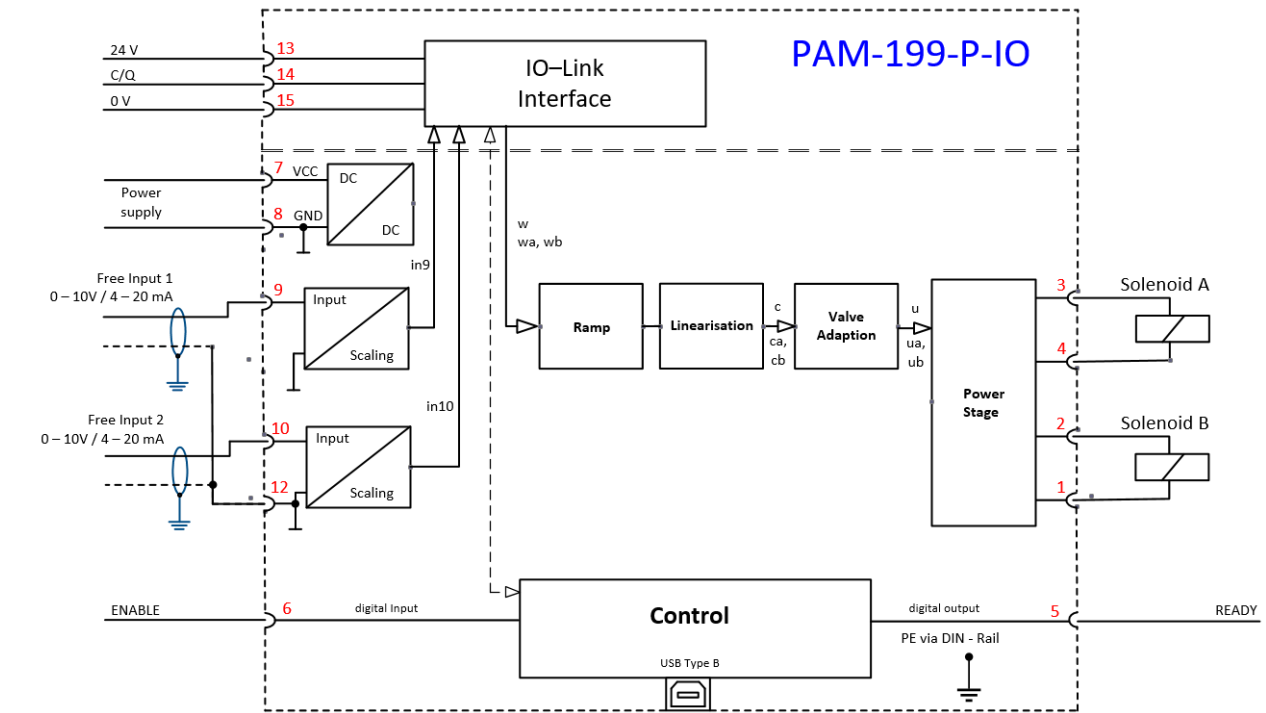 PAM-199-P-IO
24 V
13
C/Q
14
0 V
15
IO–Link
Interface
7
VCC
Power
supply
8
GND
DC
DC
w
wa, wb
in9
Free Input 1
0 – 10V / 4 – 20 mA
9
Input
Scaling
Ramp
Linearisation
c
ca,
cb
Valve
Adaption
u
ua,
ub
Power
Stage
3
Solenoid A
4
in10
Free Input 2
0 – 10V / 4 – 20 mA
10
Input
Scaling
12
2
Solenoid B
1
ENABLE
6
digital Input
Control
USB Type B
digital output
5
READY
PE via DIN - Rail